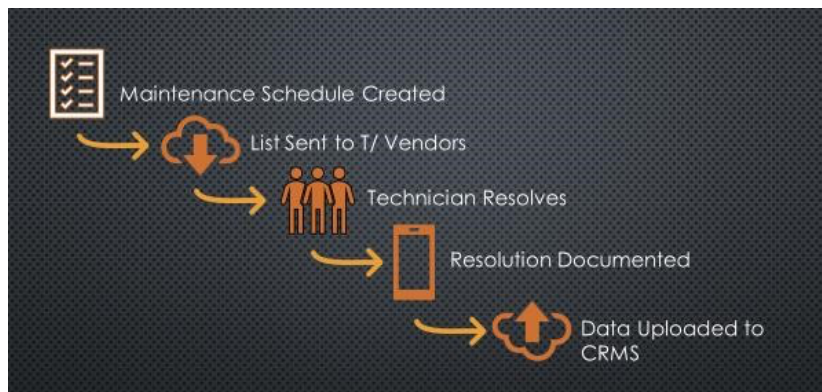 Maintenance Schedule Created
List Sent to T/ Vendors
Technician Resolves
Resolution Documented
Data Uploaded to
CRMS